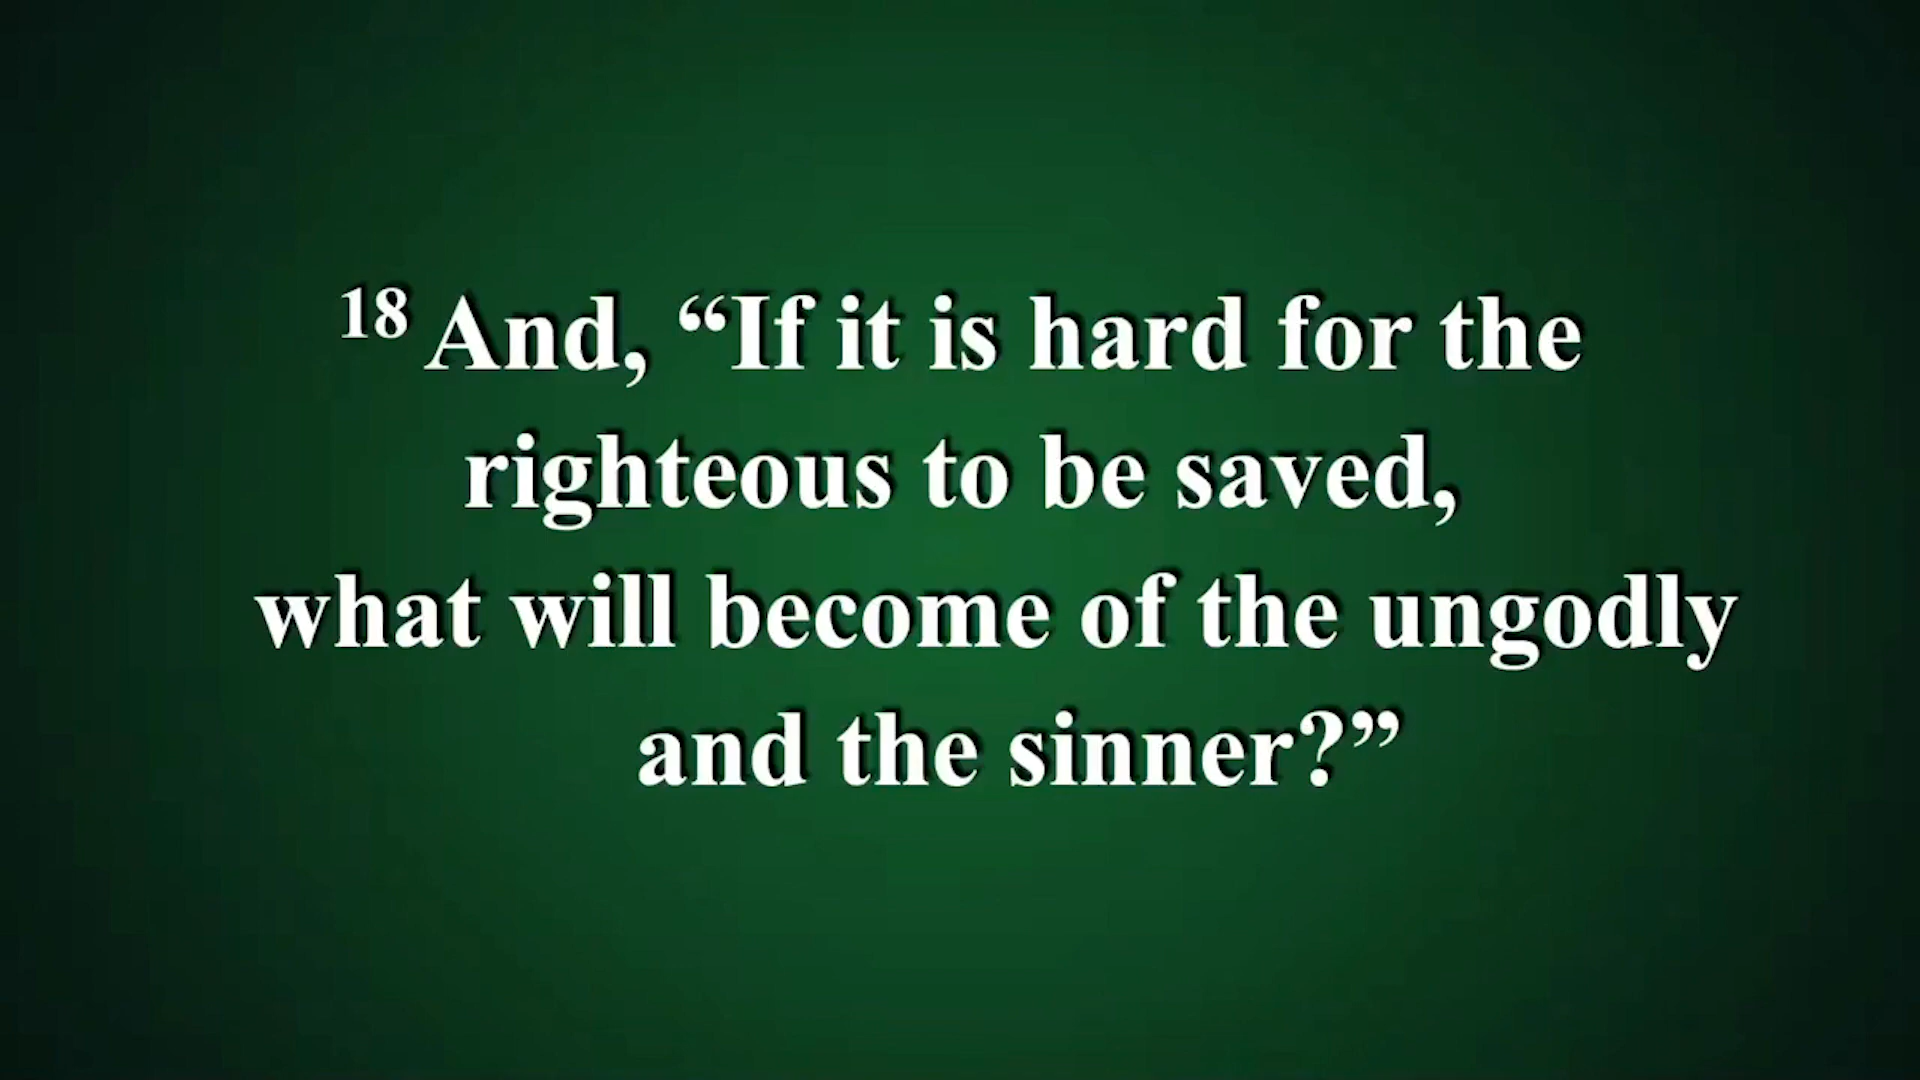 18 And, “If it is hard for the
righteous to be saved,
what will become of the ungodly
and the sinner?”